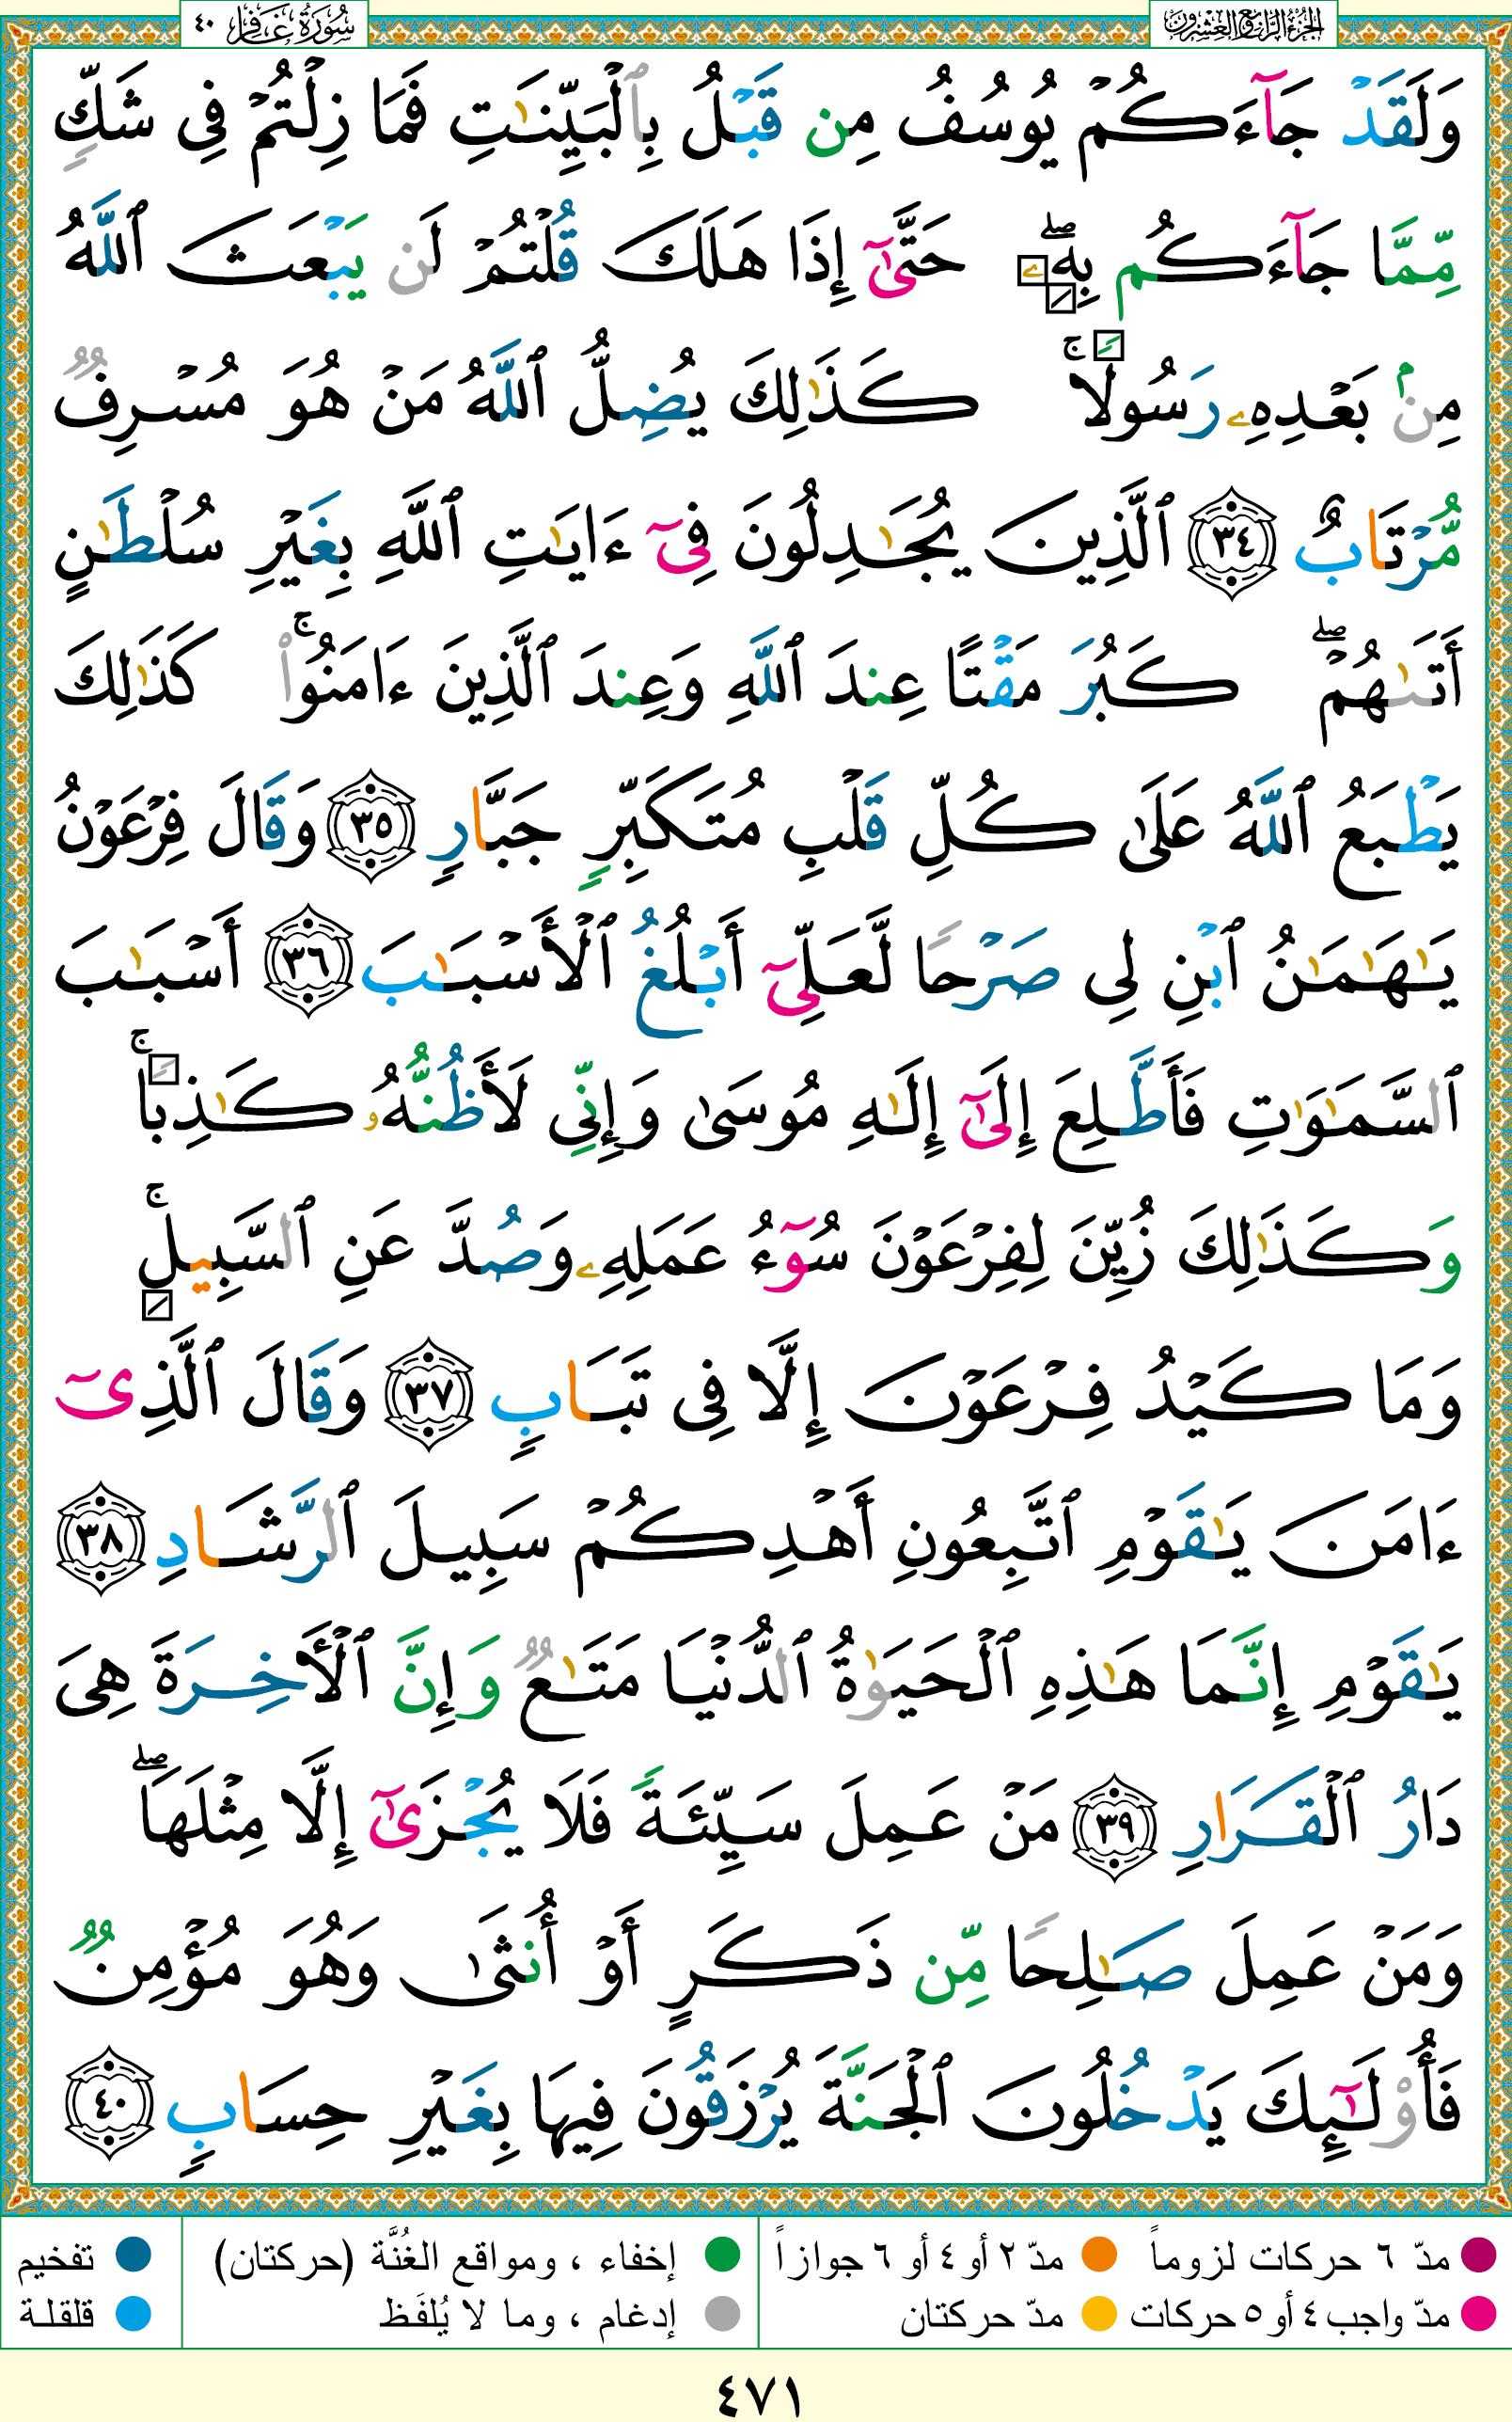 الجزء الرابع والعشرون
سورة غافر ٤٠
وَلَقَدۡ جَآءَكُمۡ يُوسُفُ مِن قَبۡلُ بِٱلۡبَيِّنَٰتِ فَمَا زِلۡتُمۡ فِى شَكٍّ
مِّمَّا جَآءَكُم بِهِۦۖ حَتَّىٰٓ إِذَا هَلَكَ قُلۡتُمۡ لَن يَبۡعَثَ ٱللَّهُ
مِنۢ بَعۡدِهِۦ رَسُولٗاۚ كَذَٰلِكَ يُضِلُّ ٱللَّهُ مَنۡ هُوَ مُسۡرِفٞ
مُّرۡتَابٌ ٣٤ ٱلَّذِينَ يُجَٰدِلُونَ فِىٓ ءَايَٰتِ ٱللَّهِ بِغَيۡرِ سُلۡطَٰنٍ
أَتَىٰهُمۡۖ كَبُرَ مَقۡتًا عِندَ ٱللَّهِ وَعِندَ ٱلَّذِينَ ءَامَنُواْۚ كَذَٰلِكَ
يَطۡبَعُ ٱللَّهُ عَلَىٰ كُلِّ قَلۡبِ مُتَكَبِّرٖ جَبَّارٍ ٣٥ وَقَالَ فِرۡعَوۡنُ
يَٰهَٰمَٰنُ ٱبۡنِ لِى صَرۡحٗا لَّعَلِّىٓ أَبۡلُغُ ٱلۡأَسۡبَٰبَ ٣٦ أَسۡبَٰبَ
ٱلسَّمَٰوَٰتِ فَأَطَّلِعَ إِلَىٰٓ إِلَٰهِ مُوسَىٰ وَإِنِّى لَأَظُنُّهُۥ كَٰذِبٗاۚ
وَكَذَٰلِكَ زُيِّنَ لِفِرۡعَوۡنَ سُوٓءُ عَمَلِهِۦ وَصُدَّ عَنِ ٱلسَّبِيلِۚ
وَمَا كَيۡدُ فِرۡعَوۡنَ إِلَّا فِى تَبَابٍ ٣٧ وَقَالَ ٱلَّذِىٓ
ءَامَنَ يَٰقَوۡمِ ٱتَّبِعُونِ أَهۡدِكُمۡ سَبِيلَ ٱلرَّشَادِ ٣٨
يَٰقَوۡمِ إِنَّمَا هَٰذِهِ ٱلۡحَيَوٰةُ ٱلدُّنۡيَا مَتَٰعٞ وَإِنَّ ٱلۡأٓخِرَةَ هِىَ
دَارُ ٱلۡقَرَارِ ٣٩ مَنۡ عَمِلَ سَيِّئَةٗ فَلَا يُجۡزَىٰٓ إِلَّا مِثۡلَهَاۖ
وَمَنۡ عَمِلَ صَٰلِحٗا مِّن ذَكَرٍ أَوۡ أُنثَىٰ وَهُوَ مُؤۡمِنٞ
فَأُوْلَٰٓئِكَ يَدۡخُلُونَ ٱلۡجَنَّةَ يُرۡزَقُونَ فِيهَا بِغَيۡرِ حِسَابٍ ٤٠
مدّ ٦ حركات لزوماً مدّ ٢ أو ٤ أو ٦ جوازاً إخفاء ، ومواقع الغُنَّة (حركتان) تفخيم
مدّ واجب ٤ أو ٥ حركات مدّ حركتان إدغام ، وما لا يُلفَظ قلقلة
٤٧١